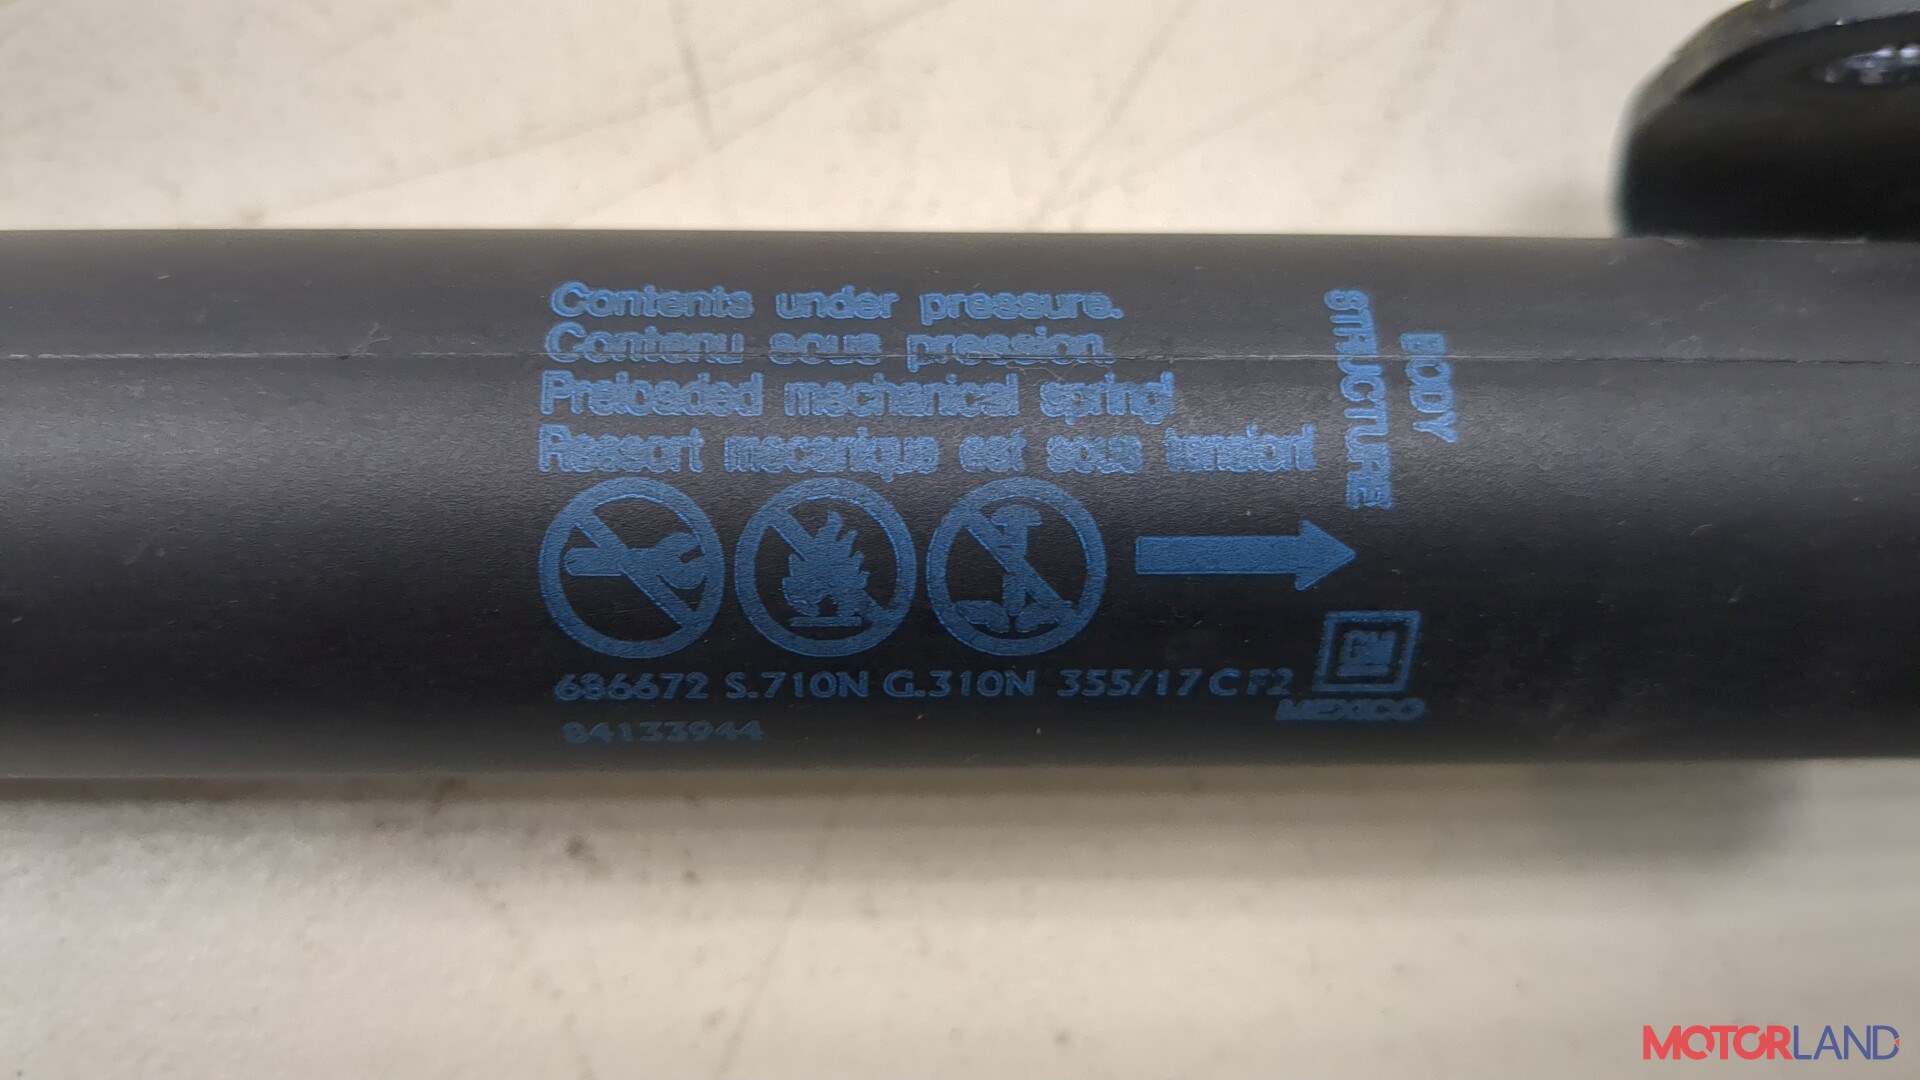 Contents under pressure.
Contenu sous pression.
Preloaded mechanical spring!
Ressort mecanique est sous tension!
BODY
STRUCTURE
GM
686672 S.710N G.310N 355/17 C F2
MEXICO
84133944
MOTORLAND